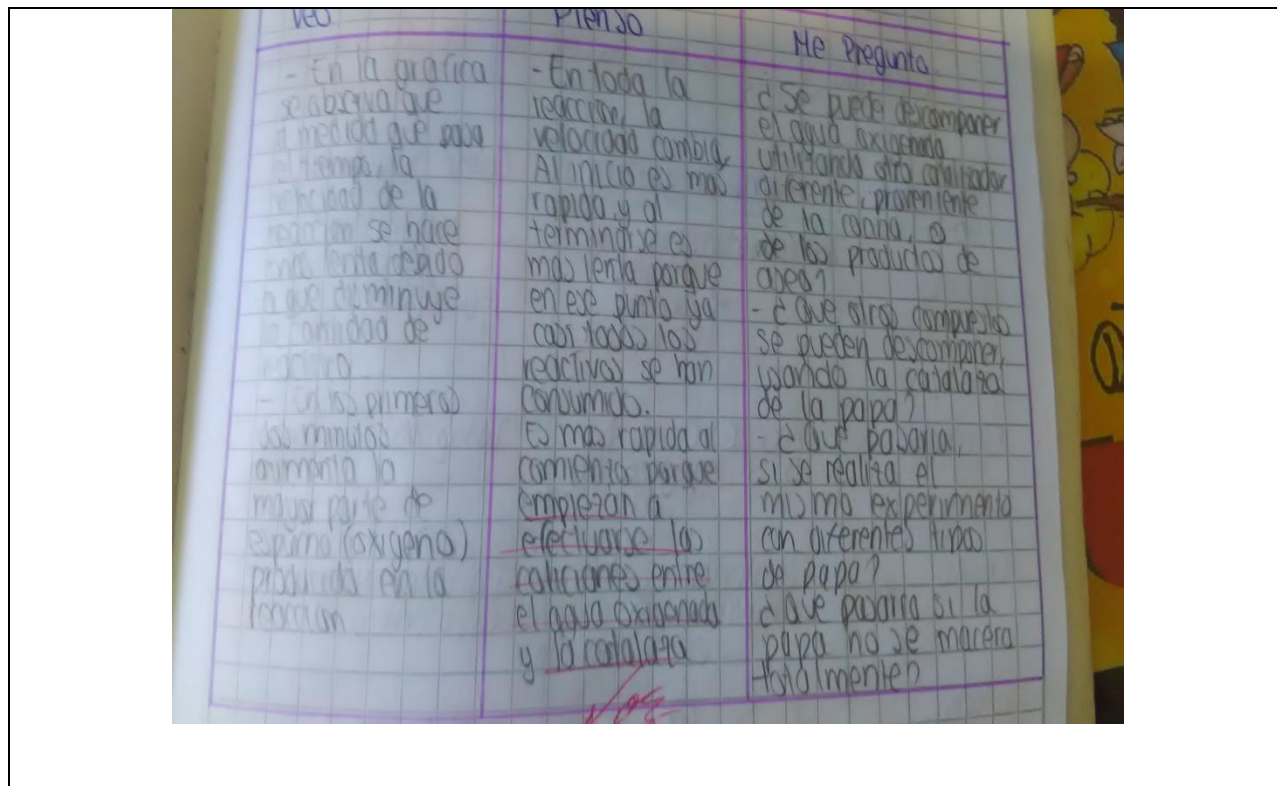 Veo
- En la grafica
se observa que
a medida que pasa
el tiempo, la
velocidad de la
reaccion se hace
mas lenta debido
a que disminuye
la cantidad de
reactivo
- En los primeros
dos minutos
aumenta la
mayor parte de
espuma (oxigeno)
producida en la
reaccion
Pienso
- En toda la
reacción, la
velocidad cambia,
Al inicio es mas
rapida, y al
terminarse es
mas lenta porque
en ese punto ya
casi todos los
reactivos se han
consumido.
Es mas rapida al
comienzo porque
empiezan a
efectuarse las
coliciones entre
el agua oxigenada
y la catalaza
Me Pregunto
¿Se puede descomponer
el agua oxigenna
utilizando otro catalizador
diferente, proveniente
de la cocina, o
de los productos de
aseo?
- ¿Que otros compuestos
se pueden descomponer,
usando la catalaza
de la papa?
- ¿Que pasaria,
si se realiza el
mismo experimento
con diferentes tipos
de papa?
¿Que pasaria si la
papa no se macera
totalmente?